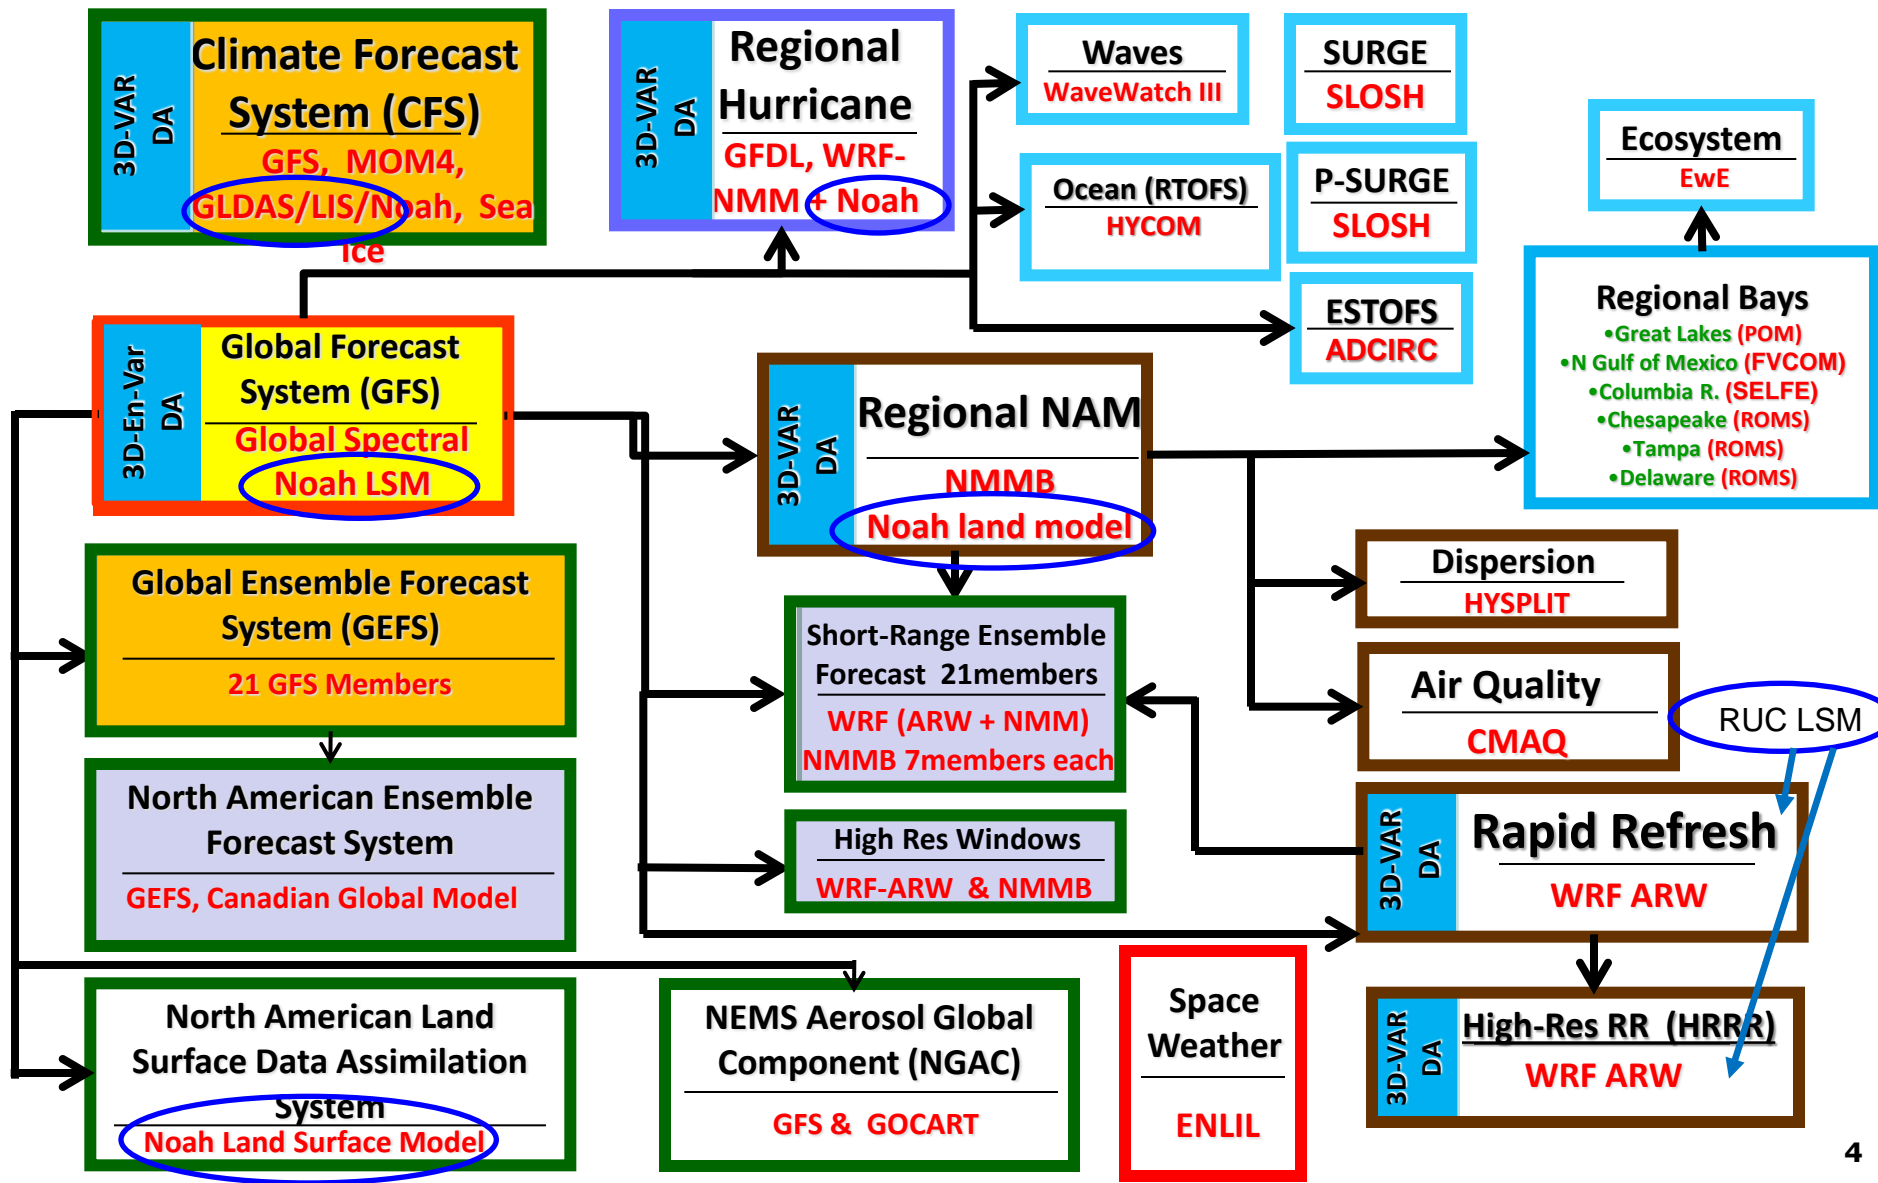 3D-VAR
DA
Climate Forecast
System (CFS)
GFS, MOM4,
GLDAS/LIS/Noah, Sea
Ice
3D-VAR
DA
Regional
Hurricane
GFDL, WRF-
NMM + Noah
Waves
WaveWatch III
SURGE
SLOSH
Ocean (RTOFS)
HYCOM
P-SURGE
SLOSH
ESTOFS
ADCIRC
Ecosystem
EwE
Regional Bays
•Great Lakes (POM)
•N Gulf of Mexico (FVCOM)
•Columbia R. (SELFE)
•Chesapeake (ROMS)
•Tampa (ROMS)
•Delaware (ROMS)
3D-En-Var
DA
Global Forecast
System (GFS)
Global Spectral
Noah LSM
3D-VAR
DA
Regional NAM
NMMB
Noah land model
Dispersion
HYSPLIT
Global Ensemble Forecast
System (GEFS)
21 GFS Members
Short-Range Ensemble
Forecast 21members
WRF (ARW + NMM)
NMMB 7members each
Air Quality
CMAQ
RUC LSM
North American Ensemble
Forecast System
GEFS, Canadian Global Model
High Res Windows
WRF-ARW & NMMB
3D-VAR
DA
Rapid Refresh
WRF ARW
North American Land
Surface Data Assimilation
System
Noah Land Surface Model
NEMS Aerosol Global
Component (NGAC)
GFS & GOCART
Space
Weather
ENLIL
3D-VAR
DA
High-Res RR (HRRR)
WRF ARW
4